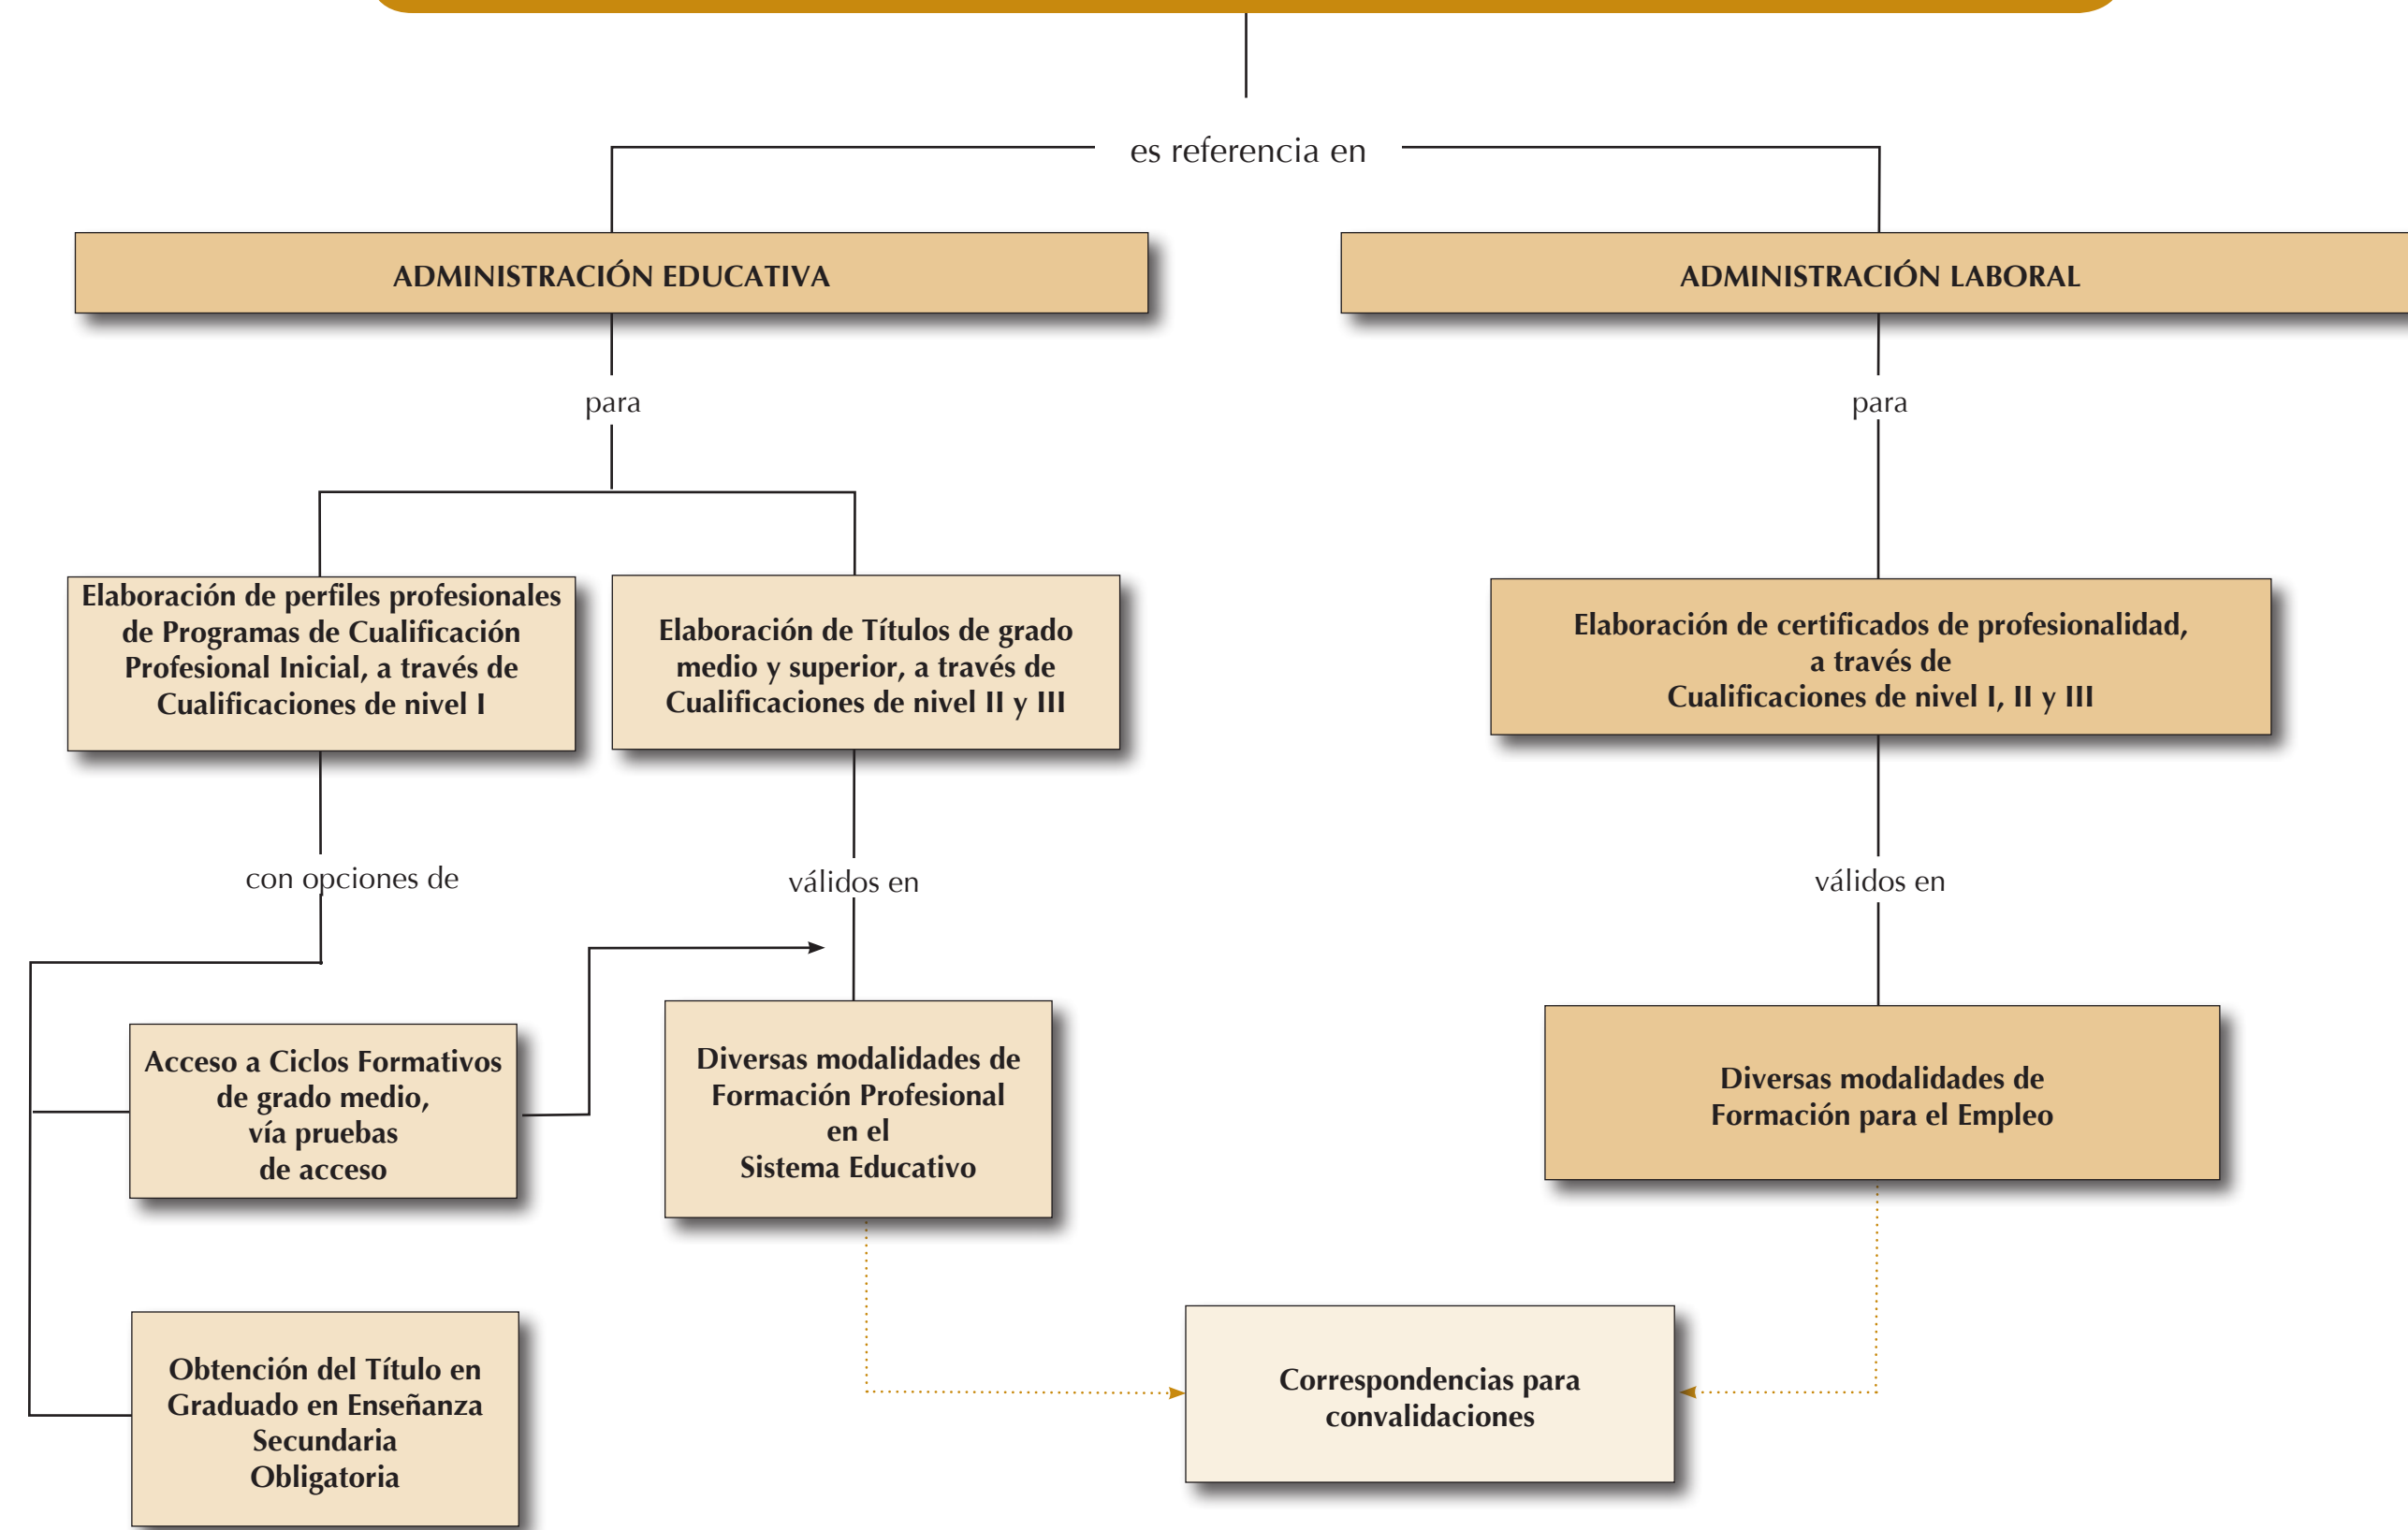 es referencia en
ADMINISTRACIÓN EDUCATIVA
ADMINISTRACIÓN LABORAL
para
para
Elaboración de perfiles profesionales
de Programas de Cualificación
Profesional Inicial, a través de
Cualificaciones de nivel I
Elaboración de Títulos de grado
medio y superior, a través de
Cualificaciones de nivel II y III
Elaboración de certificados de profesionalidad,
a través de
Cualificaciones de nivel I, II y III
con opciones de
válidos en
válidos en
Acceso a Ciclos Formativos
de grado medio,
vía pruebas
de acceso
Diversas modalidades de
Formación Profesional
en el
Sistema Educativo
Diversas modalidades de
Formación para el Empleo
Obtención del Título en
Graduado en Enseñanza
Secundaria
Obligatoria
Correspondencias para
convalidaciones